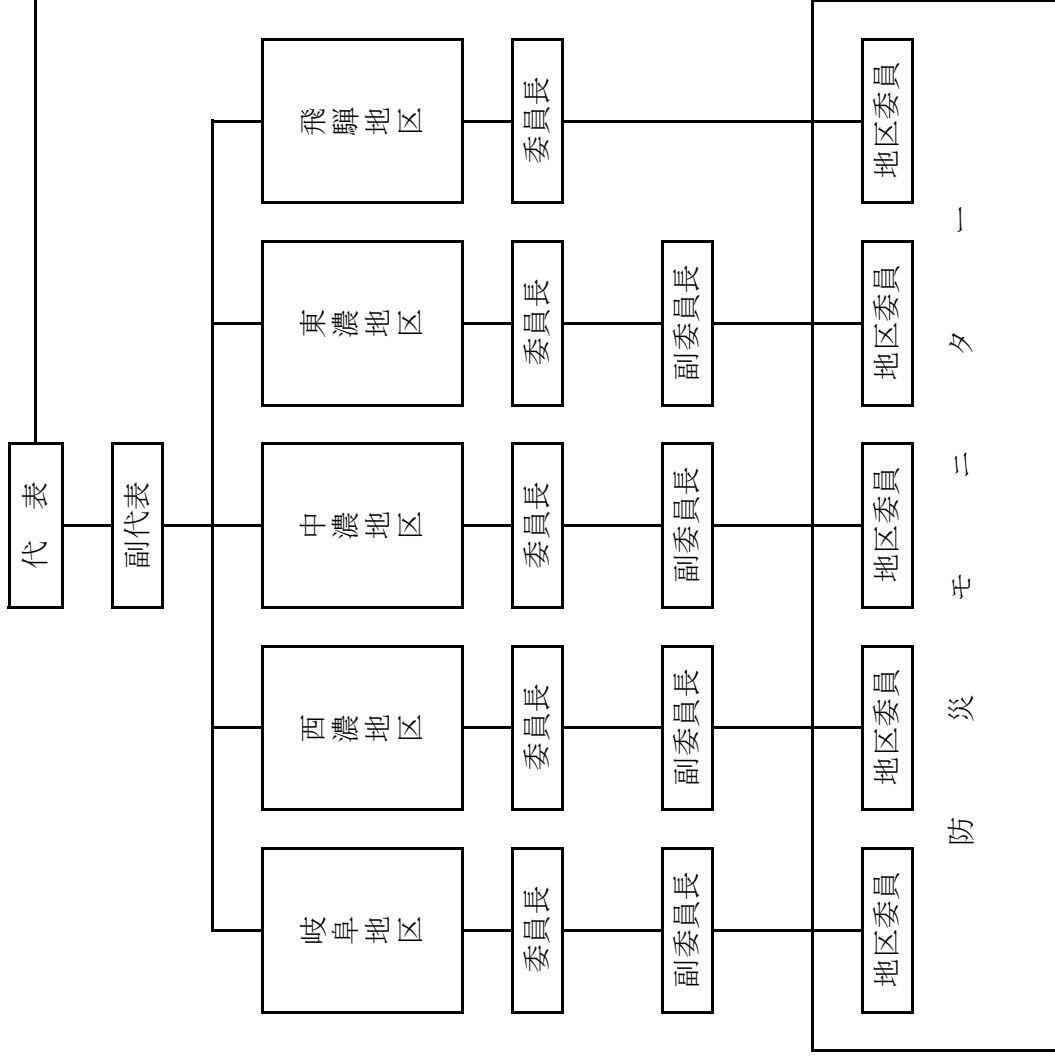 代 表
副代表
岐阜地区
西濃地区
中濃地区
東濃地区
飛騨地区
委員長
委員長
委員長
委員長
委員長
副委員長
副委員長
副委員長
副委員長
地区委員
地区委員
地区委員
地区委員
地区委員
防 災 モ ニ タ ー